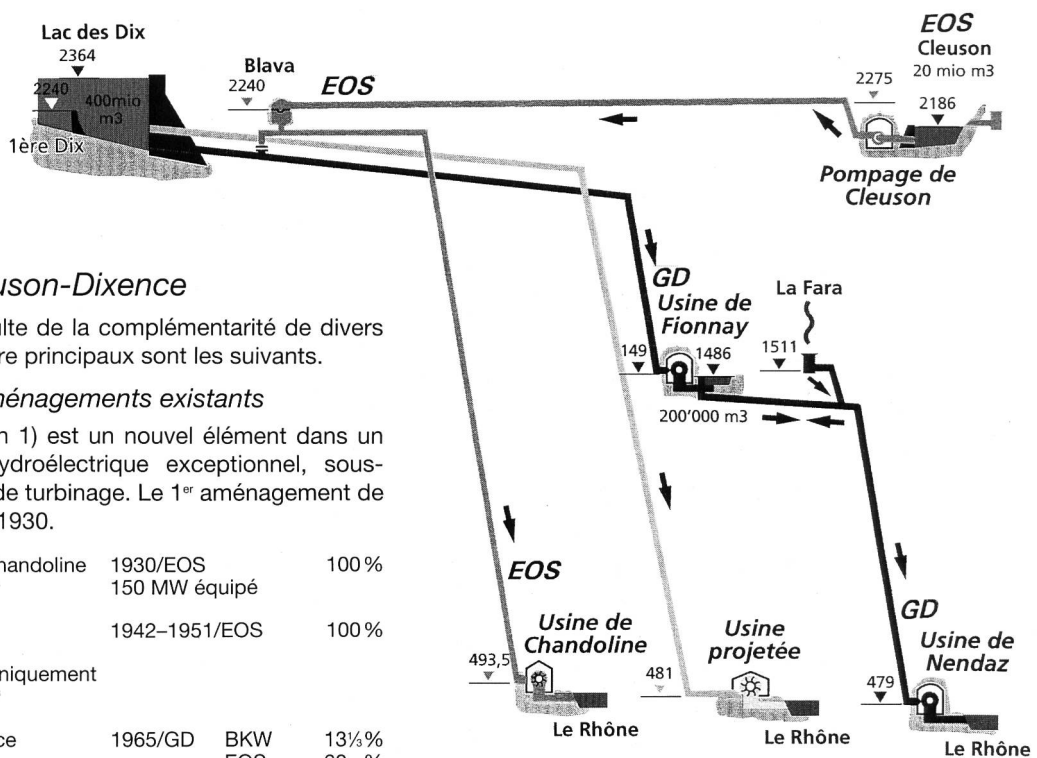 Lac des Dix
2364
2240
400mio
m3
1ère Dix
Blava
2240
EOS
EOS
Cleuson
20 mio m3
2275
2186
Pompage de
Cleuson
GD
Usine de
Fionnay
149
1486
200'000 m3
La Fara
1511
EOS
Usine de
Chandoline
493,5
Le Rhône
Usine
projetée
481
Le Rhône
GD
Usine de
Nendaz
479
Le Rhône
uson-Dixence
ulte de la complémentarité de divers
re principaux sont les suivants.
ménagements existants
n 1) est un nouvel élément dans un
ydroélectrique exceptionnel, sous-
de turbinage. Le 1er aménagement de
1930.
handoline 1930/EOS 100 %
150 MW équipé
1942–1951/EOS 100 %
niquement
ce 1965/GD BKW 13⅓ %